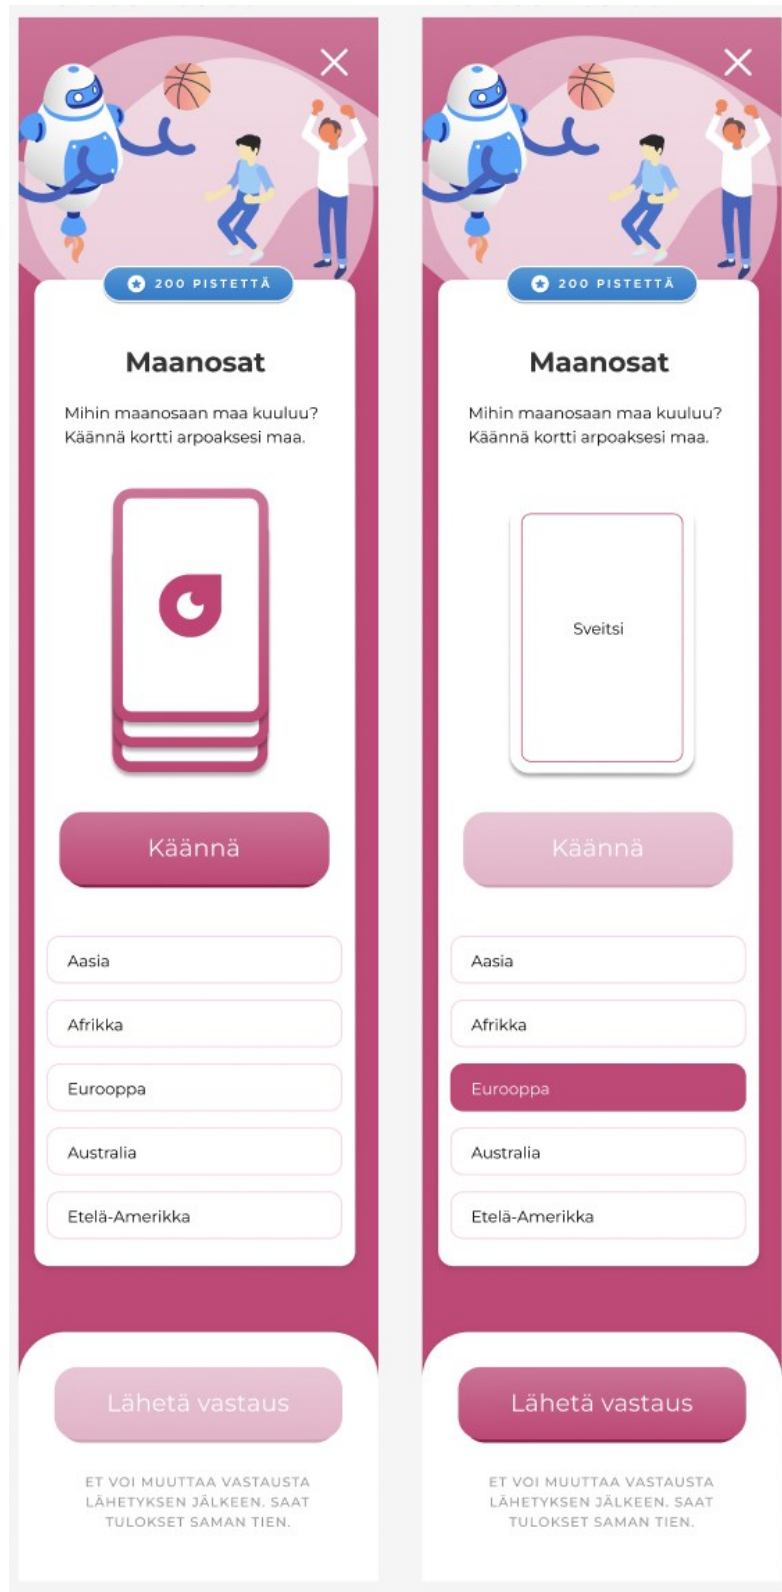 200 PISTETTÄ
Maanosat
Mihin maanosaan maa kuuluu?
Käännä kortti arpoaksesi maa.
Käännä
Aasia
Afrikka
Eurooppa
Australia
Etelä-Amerikka
Lähetä vastaus
ET VOI MUUTTAA VASTAUSTA
LÄHETYKSEN JÄLKEEN. SAAT
TULOKSET SAMAN TIEN.
200 PISTETTÄ
Maanosat
Mihin maanosaan maa kuuluu?
Käännä kortti arpoaksesi maa.
Sveitsi
Käännä
Aasia
Afrikka
Eurooppa
Australia
Etelä-Amerikka
Lähetä vastaus
ET VOI MUUTTAA VASTAUSTA
LÄHETYKSEN JÄLKEEN. SAAT
TULOKSET SAMAN TIEN.